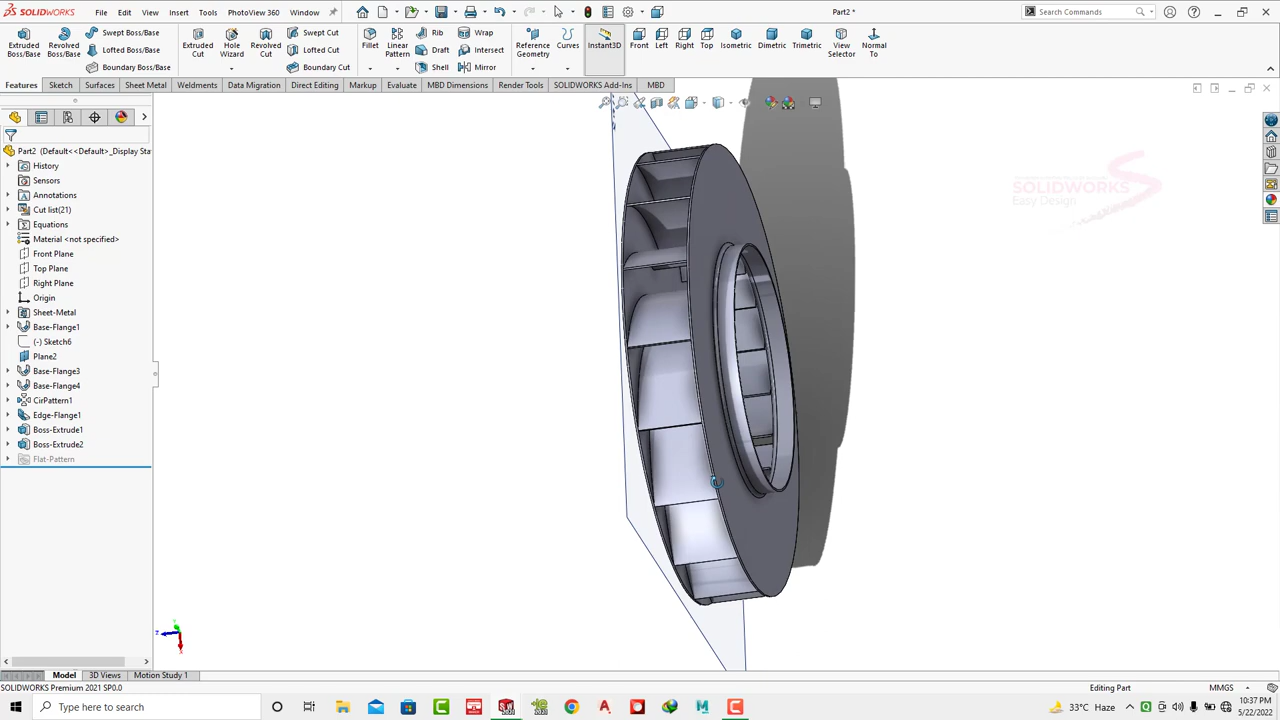 SOLIDWORKS File Edit View Insert Tools PhotoView 360 Window Part2 * Search Commands
Extruded Boss/Base
Revolved Boss/Base
Swept Boss/Base
Lofted Boss/Base
Boundary Boss/Base
Extruded Cut
Hole Wizard
Revolved Cut
Swept Cut
Lofted Cut
Boundary Cut
Fillet
Linear Pattern
Rib
Draft
Shell
Wrap
Intersect
Mirror
Reference Geometry
Curves
Instant3D
Front
Left
Right
Top
Isometric
Dimetric
Trimetric
View Selector
Normal To
Features Sketch Surfaces Sheet Metal Weldments Data Migration Direct Editing Markup Evaluate MBD Dimensions Render Tools SOLIDWORKS Add-Ins MBD
Part2 (Default<<Default>_Display Sta
History
Sensors
Annotations
Cut list(21)
Equations
Material <not specified>
Front Plane
Top Plane
Right Plane
Origin
Sheet-Metal
Base-Flange1
(-) Sketch6
Plane2
Base-Flange3
Base-Flange4
CirPattern1
Edge-Flange1
Boss-Extrude1
Boss-Extrude2
Flat-Pattern
SOLIDWORKS
Easy Design
Model 3D Views Motion Study 1
SOLIDWORKS Premium 2021 SP0.0 Editing Part MMGS
Type here to search 33°C Haze 10:37 PM
5/22/2022